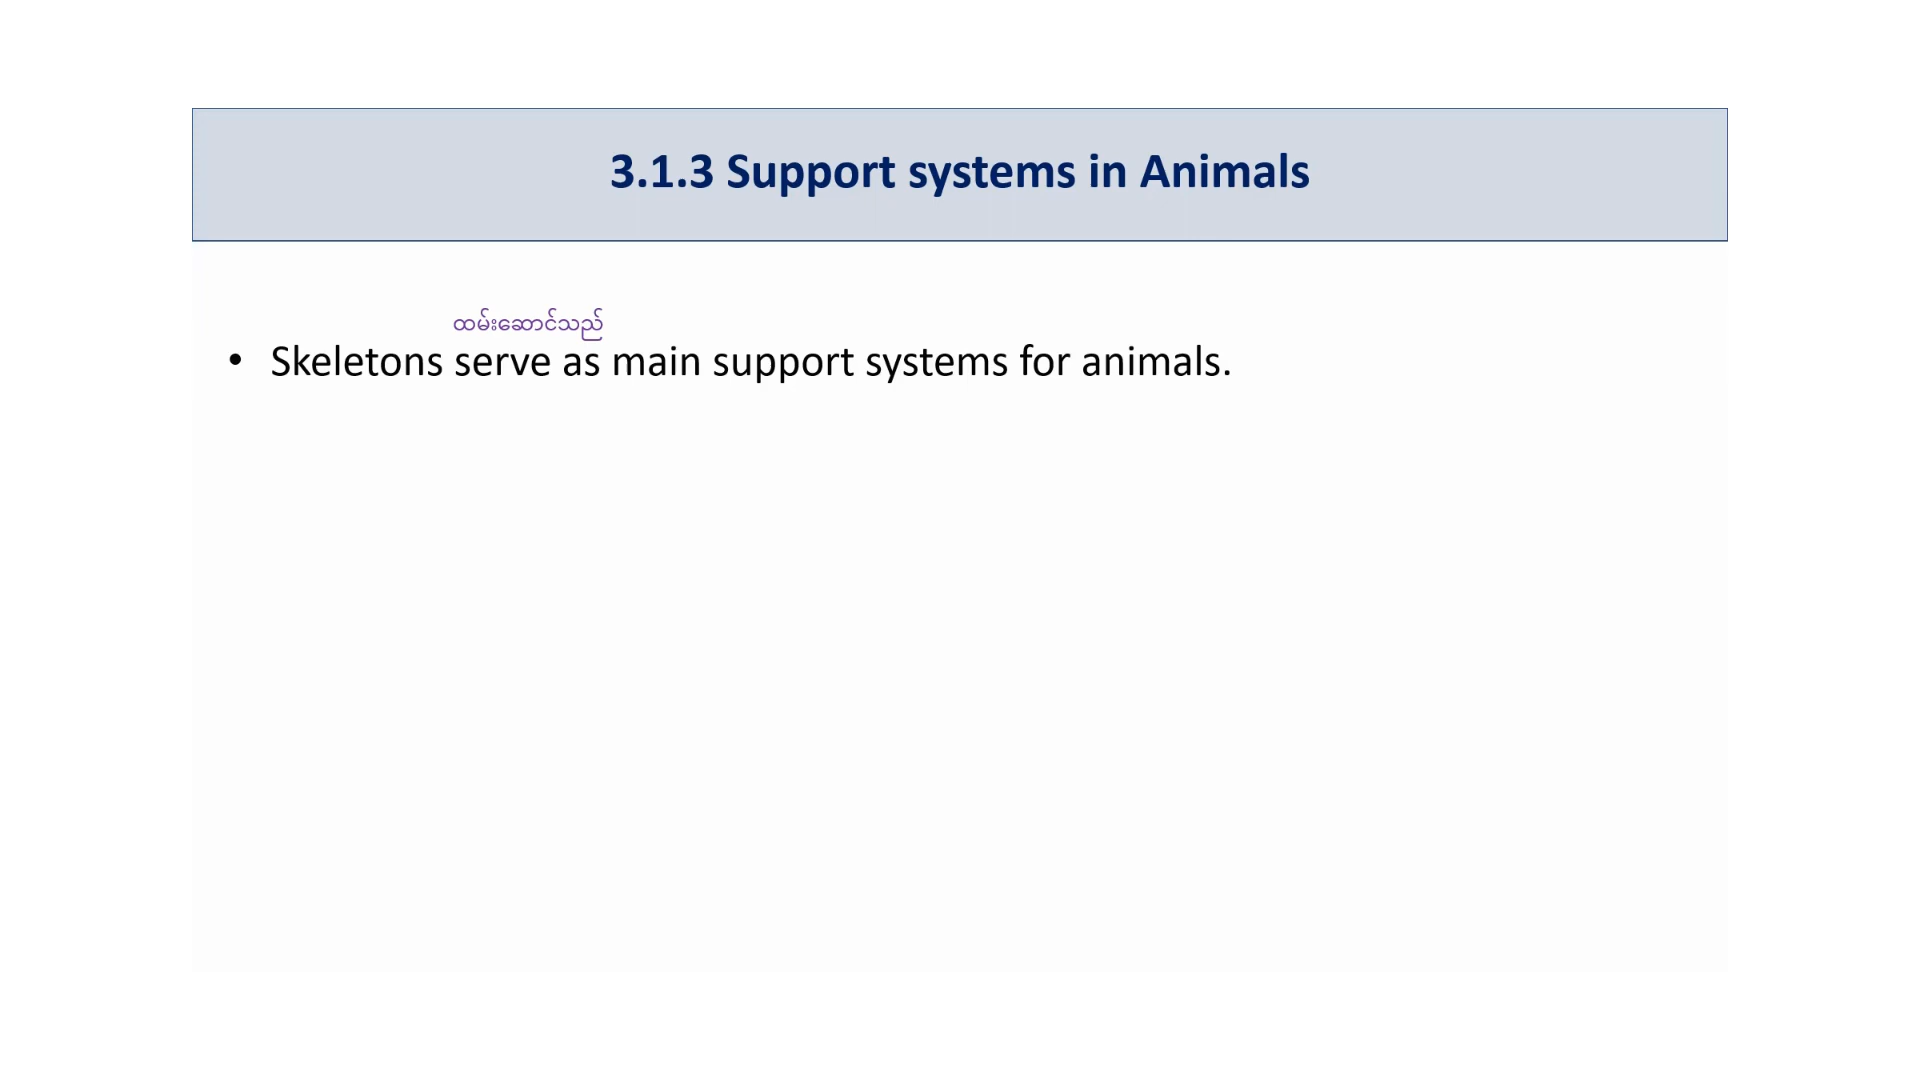 3.1.3 Support systems in Animals
ထမ်းဆောင်သည်
• Skeletons serve as main support systems for animals.